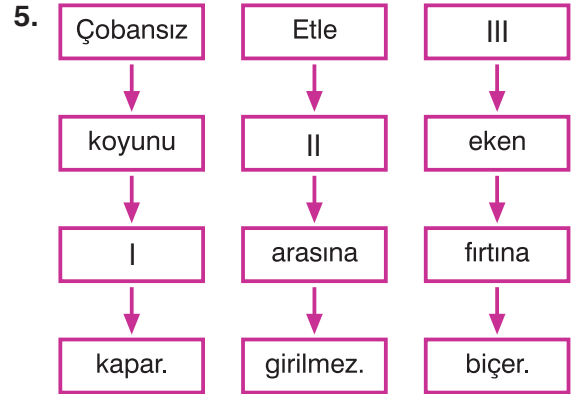 5.
Çobansız Etle III
koyunu II eken
I arasına fırtına
kapar. girilmez. biçer.